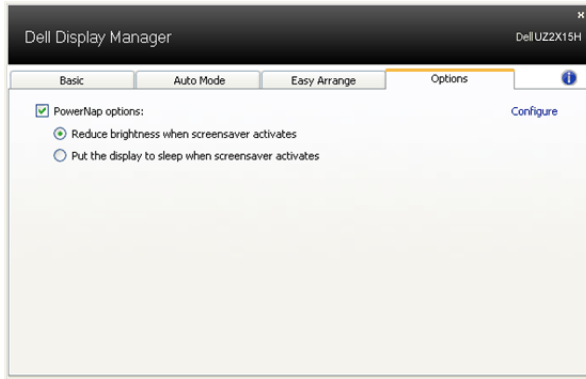 Dell Display Manager
Dell UZ2X15H
Basic
Auto Mode
Easy Arrange
Options
PowerNap options:
Configure
Reduce brightness when screensaver activates
Put the display to sleep when screensaver activates